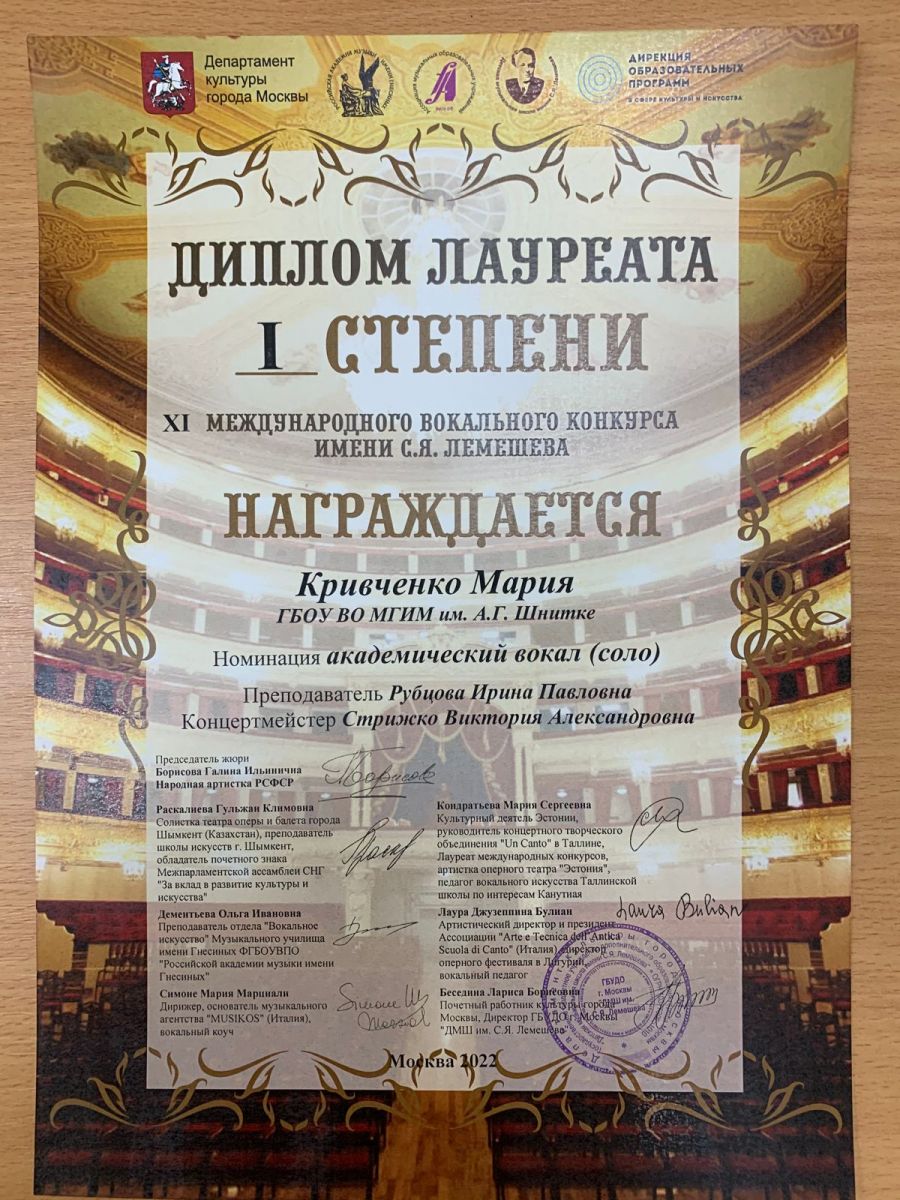 Департамент
культуры
города Москвы
ДИРЕКЦИЯ
ОБРАЗОВАТЕЛЬНЫХ
ПРОГРАММ
В СФЕРЕ КУЛЬТУРЫ И ИСКУССТВА
ДИПЛОМ ЛАУРЕАТА
I СТЕПЕНИ
XI МЕЖДУНАРОДНОГО ВОКАЛЬНОГО КОНКУРСА
ИМЕНИ С.Я. ЛЕМЕШЕВА
НАГРАЖДАЕТСЯ
Кривченко Мария
ГБОУ ВО МГИМ им. А.Г. Шнитке
Номинация академический вокал (соло)
Преподаватель Рубцова Ирина Павловна
Концертмейстер Стрижко Виктория Александровна
Председатель жюри
Борисова Галина Ильинична
Народная артистка РСФСР
Раскалиева Гульжан Климовна
Солистка театра оперы и балета города
Шымкент (Казахстан), преподаватель
школы искусств г. Шымкент,
обладатель почетного знака
Межпарламентской ассамблеи СНГ
"За вклад в развитие культуры и
искусства"
Кондратьева Мария Сергеевна
Культурный деятель Эстонии,
руководитель концертного творческого
объединения "Un Canto" в Таллине,
Лауреат международных конкурсов,
артистка оперного театра "Эстония",
педагог вокального искусства Таллинской
школы по интересам Канутиая
Дементьева Ольга Ивановна
Преподаватель отдела "Вокальное
искусство" Музыкального училища
имени Гнесиных ФГБОУВПО
"Российской академии музыки имени
Гнесиных"
Лаура Джузеппина Булиан
Артистический директор и президент
Ассоциации "Arte e Tecnica dell'Antica
Scuola di Canto" (Италия), директор
оперного фестиваля в Лигурии,
вокальный педагог
Laura Bulian
Симоне Мария Марциали
Дирижер, основатель музыкального
агентства "MUSIKOS" (Италия),
вокальный коуч
Беседина Лариса Борисовна
Почетный работник культуры города
Москвы, Директор ГБУДО г. Москвы
"ДМШ им. С.Я. Лемешева"
ГБУДО
г. Москвы
ДМШ им.
С.Я. Лемешева
Москва 2022